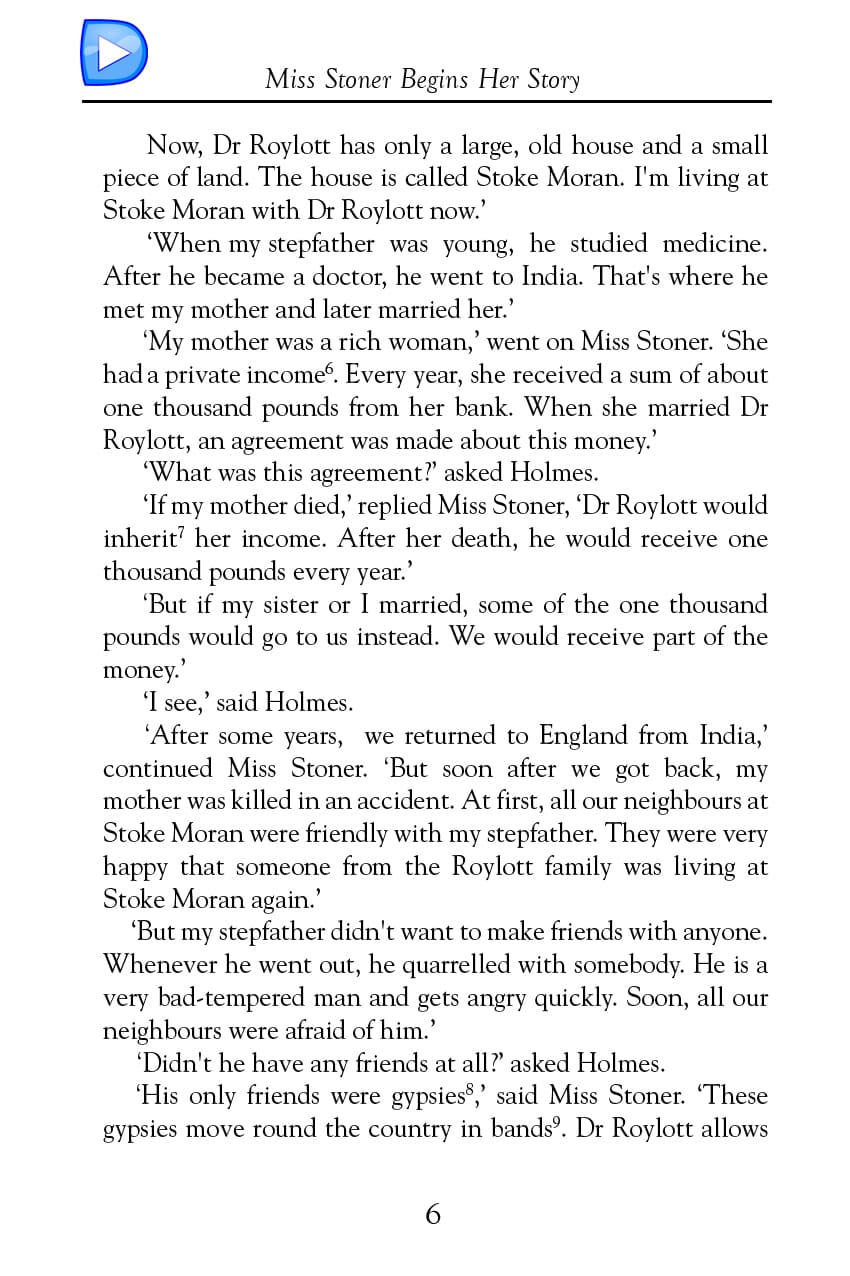 Miss Stoner Begins Her Story
Now, Dr Roylott has only a large, old house and a small
piece of land. The house is called Stoke Moran. I'm living at
Stoke Moran with Dr Roylott now.’
‘When my stepfather was young, he studied medicine.
After he became a doctor, he went to India. That's where he
met my mother and later married her.’
‘My mother was a rich woman,’ went on Miss Stoner. ‘She
had a private income⁶. Every year, she received a sum of about
one thousand pounds from her bank. When she married Dr
Roylott, an agreement was made about this money.’
‘What was this agreement?’ asked Holmes.
‘If my mother died,’ replied Miss Stoner, ‘Dr Roylott would
inherit⁷ her income. After her death, he would receive one
thousand pounds every year.’
‘But if my sister or I married, some of the one thousand
pounds would go to us instead. We would receive part of the
money.’
‘I see,’ said Holmes.
‘After some years, we returned to England from India,’
continued Miss Stoner. ‘But soon after we got back, my
mother was killed in an accident. At first, all our neighbours at
Stoke Moran were friendly with my stepfather. They were very
happy that someone from the Roylott family was living at
Stoke Moran again.’
‘But my stepfather didn't want to make friends with anyone.
Whenever he went out, he quarrelled with somebody. He is a
very bad-tempered man and gets angry quickly. Soon, all our
neighbours were afraid of him.’
‘Didn't he have any friends at all?’ asked Holmes.
‘His only friends were gypsies⁸,’ said Miss Stoner. ‘These
gypsies move round the country in bands⁹. Dr Roylott allows
6